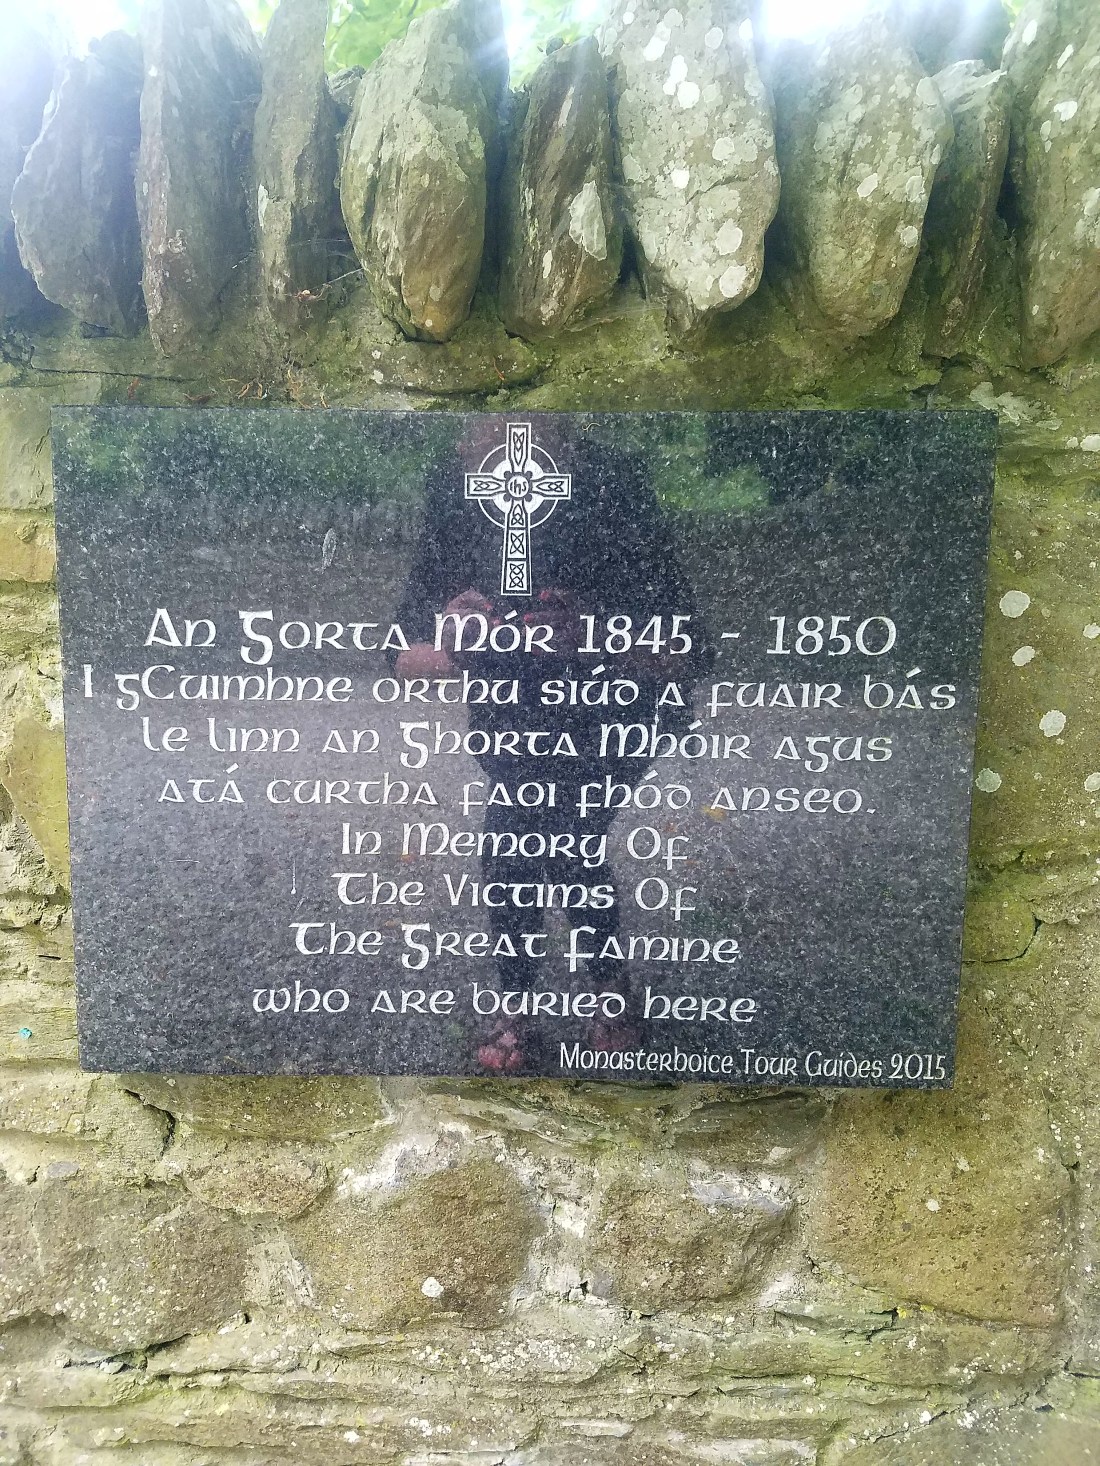 ihs
An Gorta Mór 1845 - 1850
I gCuimhne orthu siúd a fuair bás
le linn an Ghorta Mhóir agus
atá curtha faoi fhód anseo.
In Memory Of
The Victims Of
The Great Famine
who are buried here
Monasterboice Tour Guides 2015